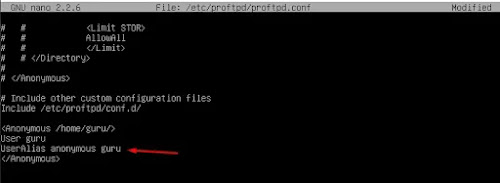 GNU nano 2.2.6 File: /etc/proftpd/proftpd.conf Modified
# # <Limit STOR>
# # AllowAll
# # </Limit>
# # </Directory>
#
# </Anonymous>
# Include other custom configuration files
Include /etc/proftpd/conf.d/
<Anonymous /home/guru/>
User guru
UserAlias anonymous guru
</Anonymous>